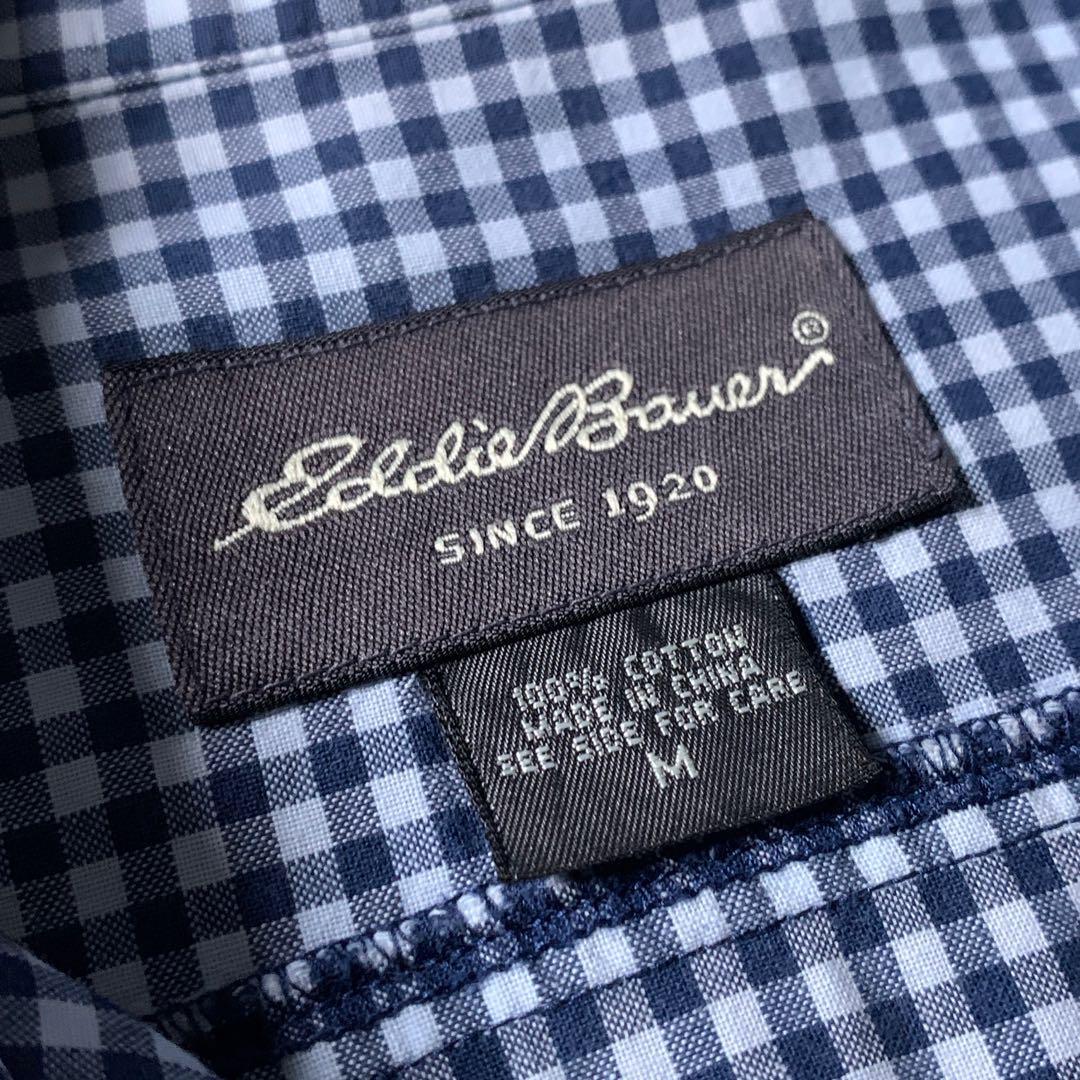 Eddie Bauer®
SINCE 1920
100% COTTON
MADE IN CHINA
SEE SIDE FOR CARE
M